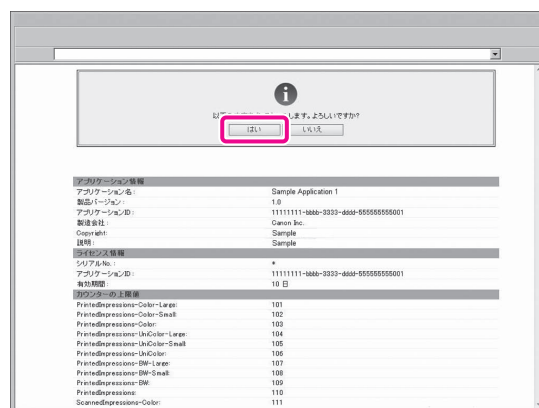 以 します。よろしいですか?
はい いいえ
アプリケーション情報
アプリケーション名: Sample Application 1
製品バージョン: 1.0
アプリケーションID: 11111111-bbbb-3333-dddd-555555555001
製造会社: Canon Inc.
Copyright: Sample
説明: Sample
ライセンス情報
シリアルNo.: *
アプリケーションID: 11111111-bbbb-3333-dddd-555555555001
有効期間: 10 日
カウンターの上限値
PrintedImpressions-Color-Large: 101
PrintedImpressions-Color-Small: 102
PrintedImpressions-Color: 103
PrintedImpressions-UniColor-Large: 104
PrintedImpressions-UniColor-Small: 105
PrintedImpressions-UniColor: 106
PrintedImpressions-BW-Large: 107
PrintedImpressions-BW-Small: 108
PrintedImpressions-BW: 109
PrintedImpressions: 110
ScannedImpressions-Color: 111